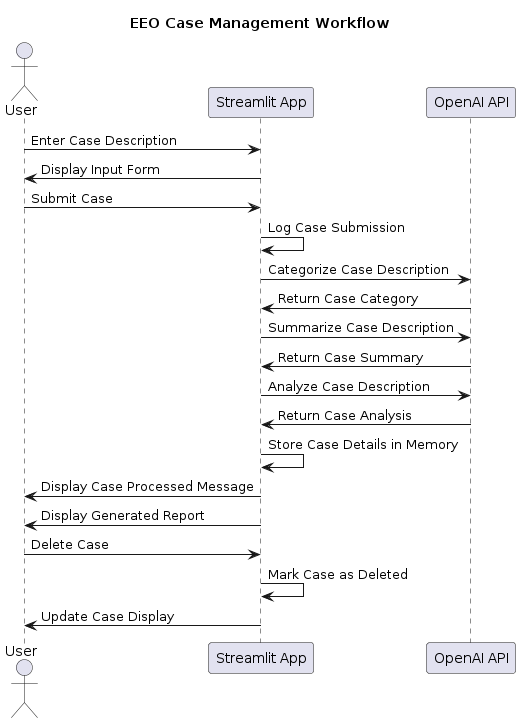 EEO Case Management Workflow
User
Streamlit App
OpenAI API
Enter Case Description
Display Input Form
Submit Case
Log Case Submission
Categorize Case Description
Return Case Category
Summarize Case Description
Return Case Summary
Analyze Case Description
Return Case Analysis
Store Case Details in Memory
Display Case Processed Message
Display Generated Report
Delete Case
Mark Case as Deleted
Update Case Display
User
Streamlit App
OpenAI API